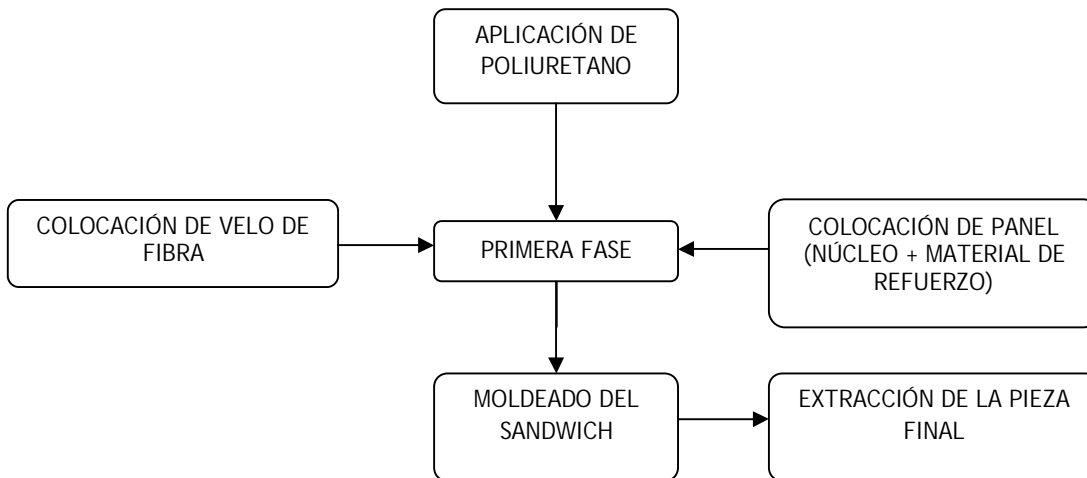 APLICACIÓN DE
POLIURETANO
COLOCACIÓN DE VELO DE
FIBRA
PRIMERA FASE
COLOCACIÓN DE PANEL
(NÚCLEO + MATERIAL DE
REFUERZO)
MOLDEADO DEL
SANDWICH
EXTRACCIÓN DE LA PIEZA
FINAL